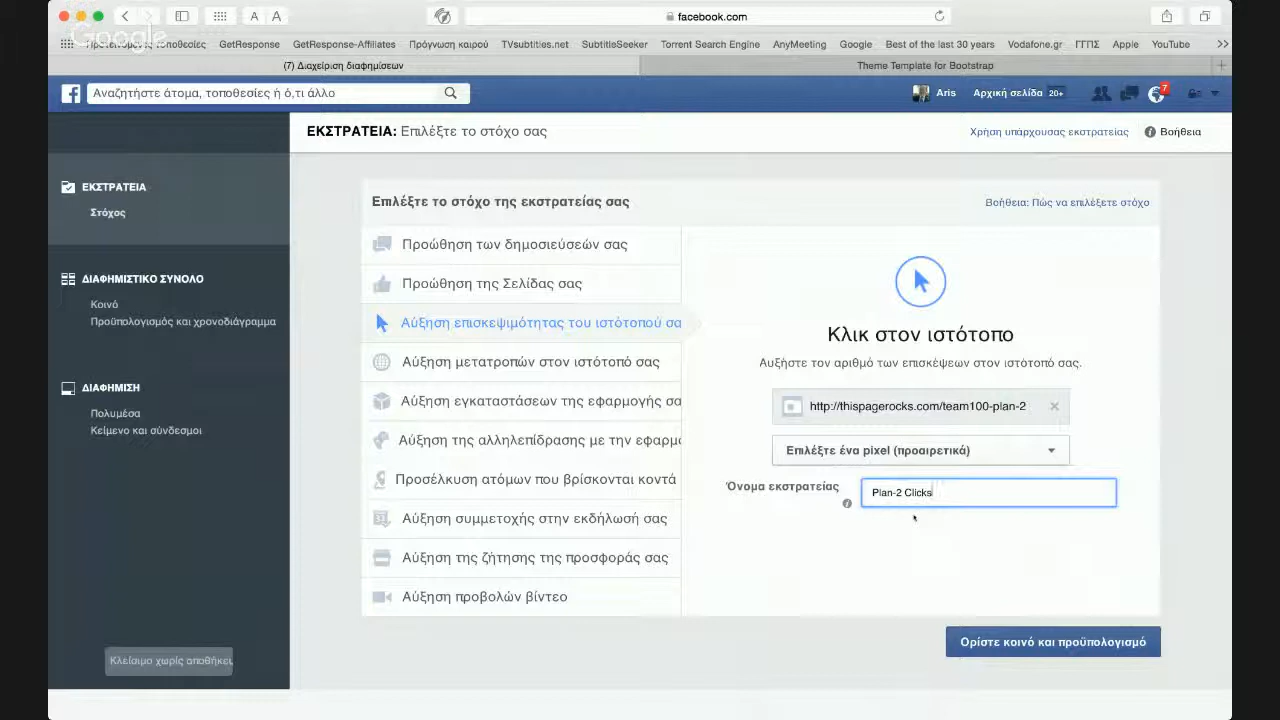 facebook.com
Google
Προτεινόμενες τοποθεσίες GetResponse GetResponse-Affiliates Πρόγνωση καιρού TVsubtitles.net SubtitleSeeker Torrent Search Engine AnyMeeting Google Best of the last 30 years Vodafone.gr ΓΓΠΣ Apple YouTube
(7) Διαχείριση διαφημίσεων
Theme Template for Bootstrap
Αναζητήστε άτομα, τοποθεσίες ή ό,τι άλλο
Aris Αρχική σελίδα 20+ 7
ΕΚΣΤΡΑΤΕΙΑ: Επιλέξτε το στόχο σας
Χρήση υπάρχουσας εκστρατείας
Βοήθεια
ΕΚΣΤΡΑΤΕΙΑ
Στόχος
ΔΙΑΦΗΜΙΣΤΙΚΟ ΣΥΝΟΛΟ
Κοινό
Προϋπολογισμός και χρονοδιάγραμμα
ΔΙΑΦΗΜΙΣΗ
Πολυμέσα
Κείμενο και σύνδεσμοι
Κλείσιμο χωρίς αποθήκει
Επιλέξτε το στόχο της εκστρατείας σας
Βοήθεια: Πώς να επιλέξετε στόχο
Προώθηση των δημοσιεύσεών σας
Προώθηση της Σελίδας σας
Αύξηση επισκεψιμότητας του ιστότοπού σα
Αύξηση μετατροπών στον ιστότοπό σας
Αύξηση εγκαταστάσεων της εφαρμογής σα
Αύξηση της αλληλεπίδρασης με την εφαρμο
Προσέλκυση ατόμων που βρίσκονται κοντά
Αύξηση συμμετοχής στην εκδήλωσή σας
Αύξηση της ζήτησης της προσφοράς σας
Αύξηση προβολών βίντεο
Κλικ στον ιστότοπο
Αυξήστε τον αριθμό των επισκέψεων στον ιστότοπό σας.
http://thispagerocks.com/team100-plan-2
Επιλέξτε ένα pixel (προαιρετικά)
Όνομα εκστρατείας
Plan-2 Clicks
Ορίστε κοινό και προϋπολογισμό